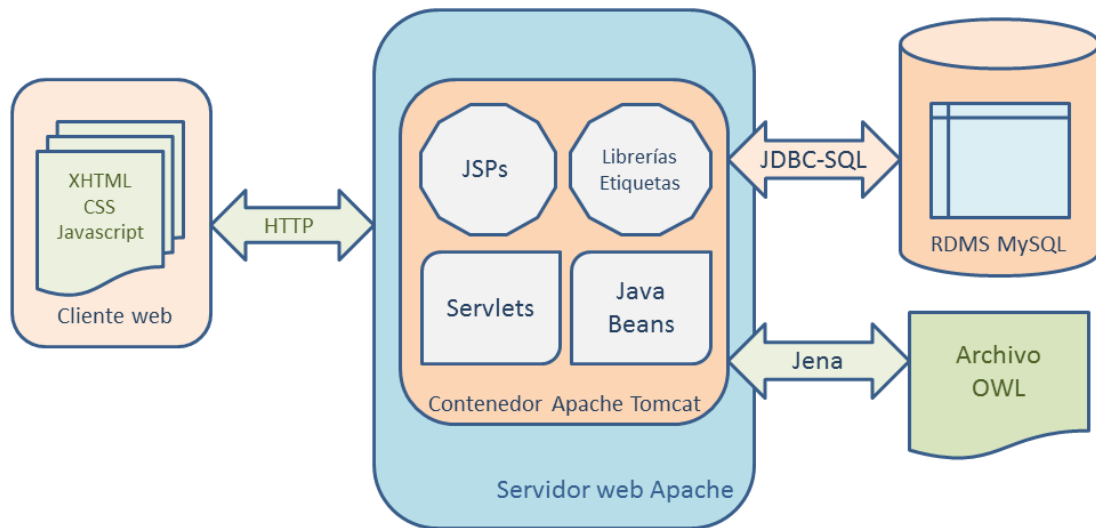 XHTML
CSS
Javascript
Cliente web
HTTP
JSPs
Librerías
Etiquetas
Servlets
Java
Beans
Contenedor Apache Tomcat
Servidor web Apache
JDBC-SQL
RDMS MySQL
Jena
Archivo
OWL